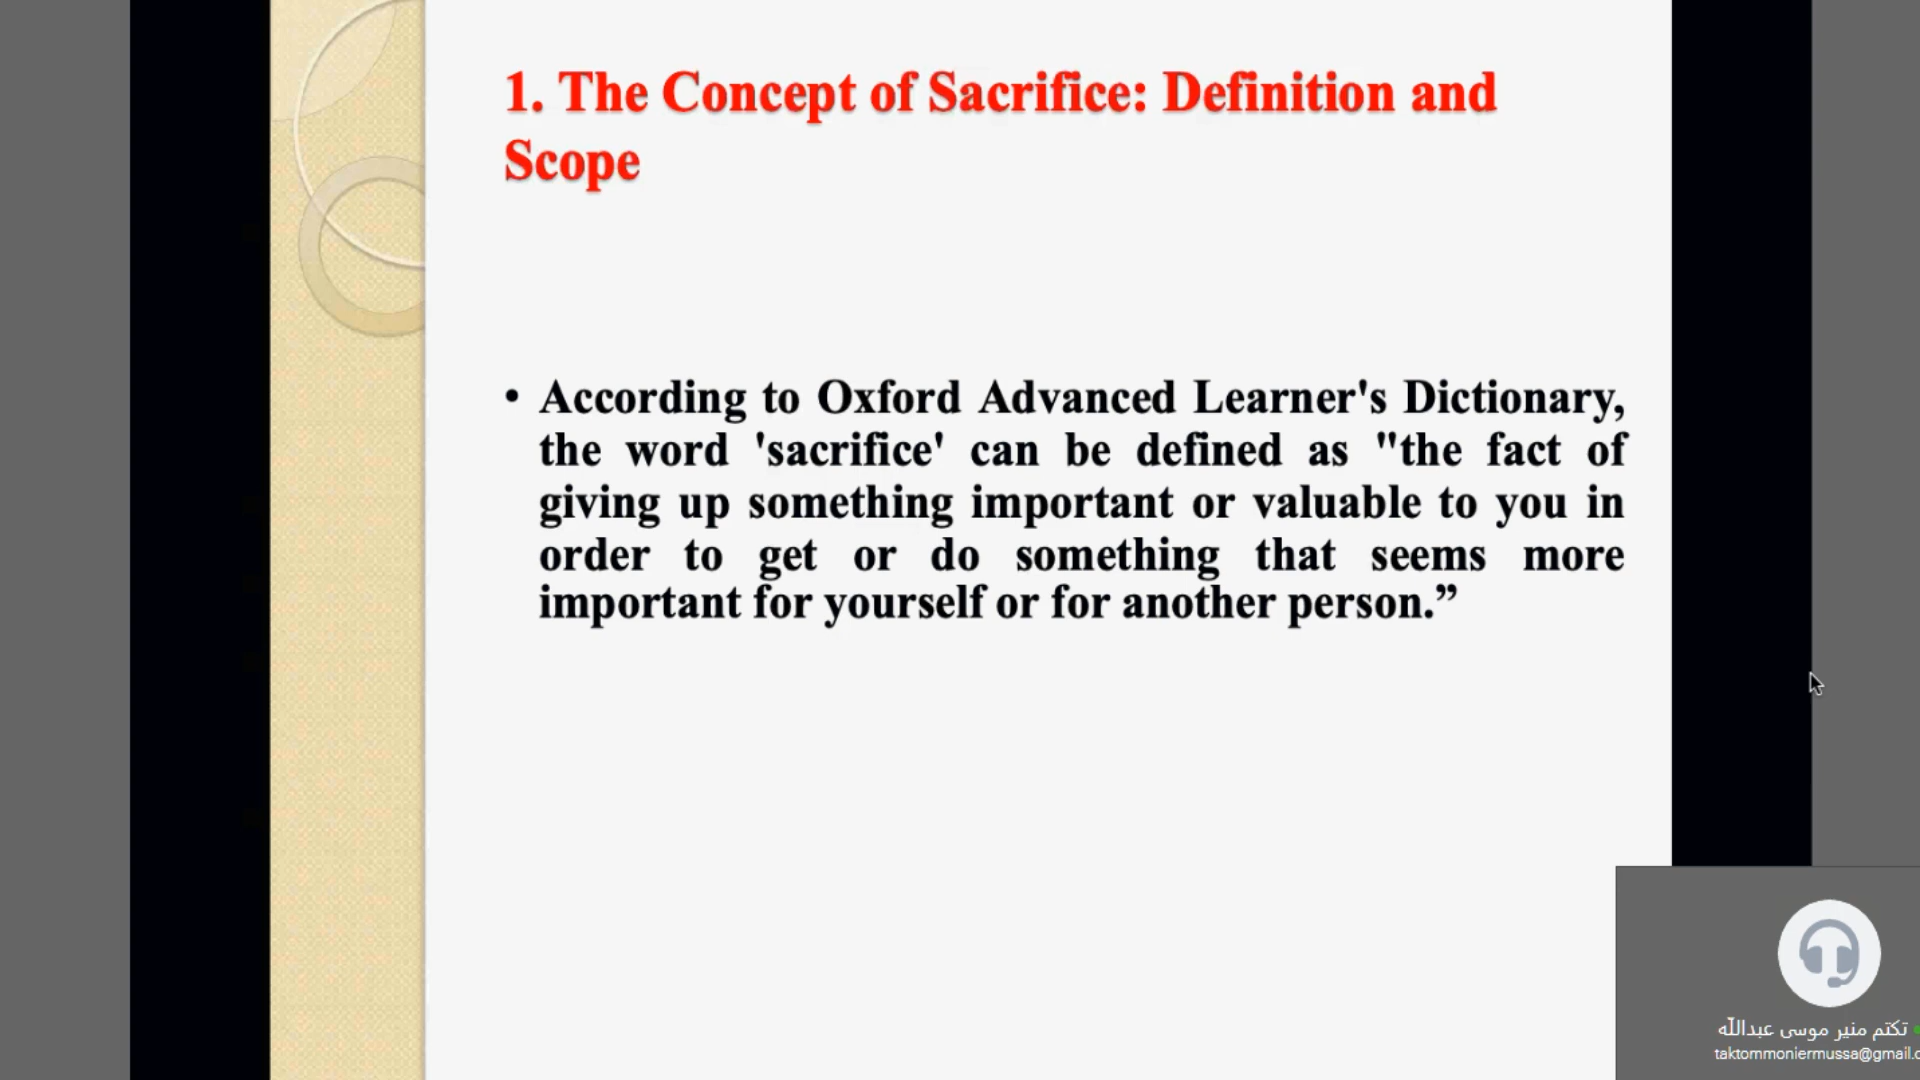 1. The Concept of Sacrifice: Definition and
Scope
• According to Oxford Advanced Learner's Dictionary,
the word 'sacrifice' can be defined as "the fact of
giving up something important or valuable to you in
order to get or do something that seems more
important for yourself or for another person.”
تكتم منير موسى عبدالله
taktommoniermussa@gmail.c